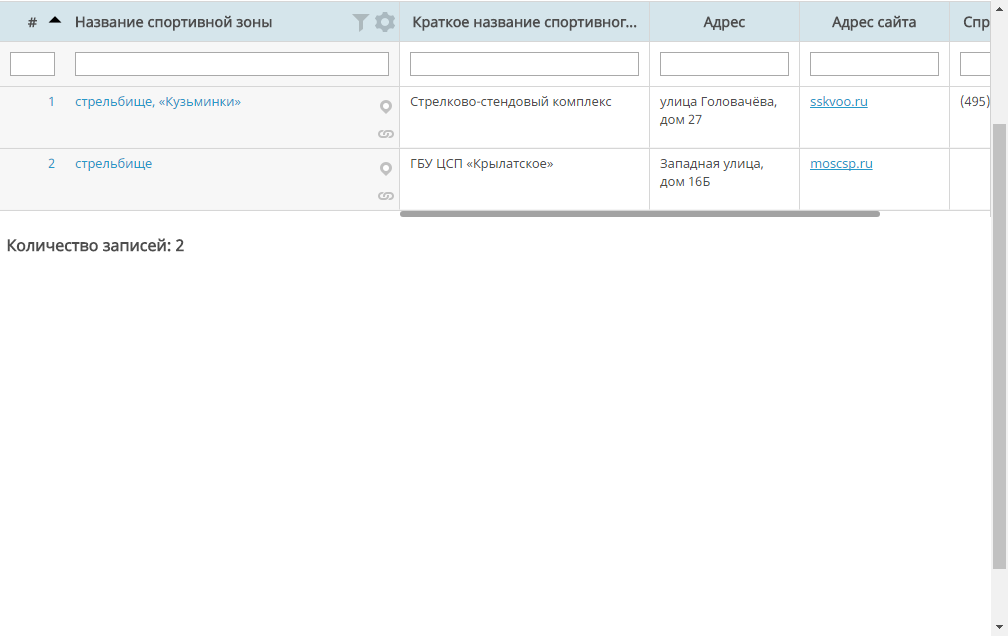 # Название спортивной зоны Краткое название спортивног... Адрес Адрес сайта Спр
1 стрельбище, «Кузьминки» Стрелково-стендовый комплекс улица Головачёва, sskvoo.ru (495)
дом 27
2 стрельбище ГБУ ЦСП «Крылатское» Западная улица, moscsp.ru
дом 16Б
Количество записей: 2